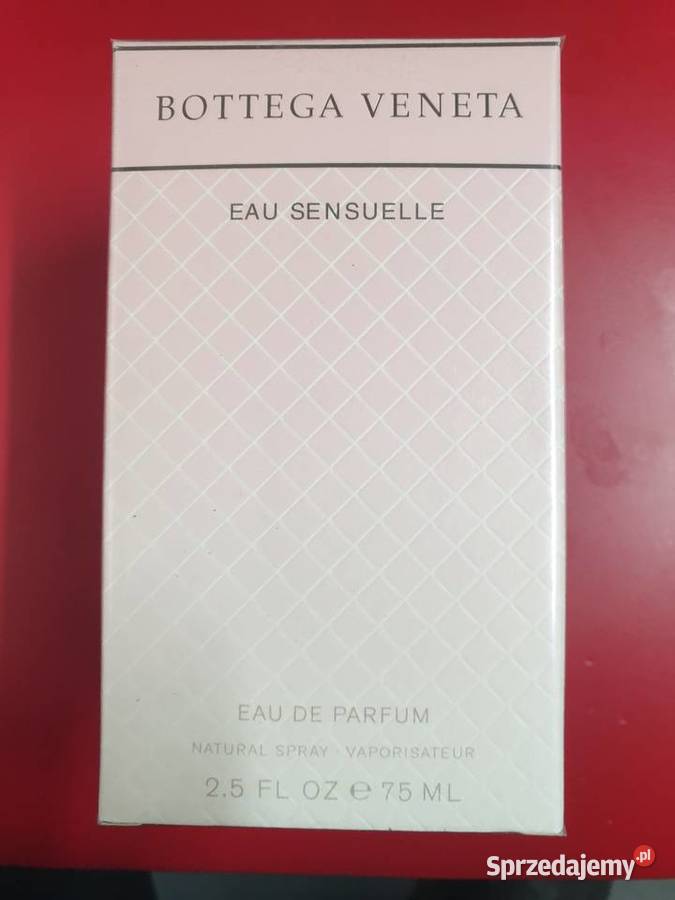 BOTTEGA VENETA
EAU SENSUELLE
EAU DE PARFUM
NATURAL SPRAY · VAPORISATEUR
2.5 FL OZ ℮ 75 ML
Sprzedajemy.pl